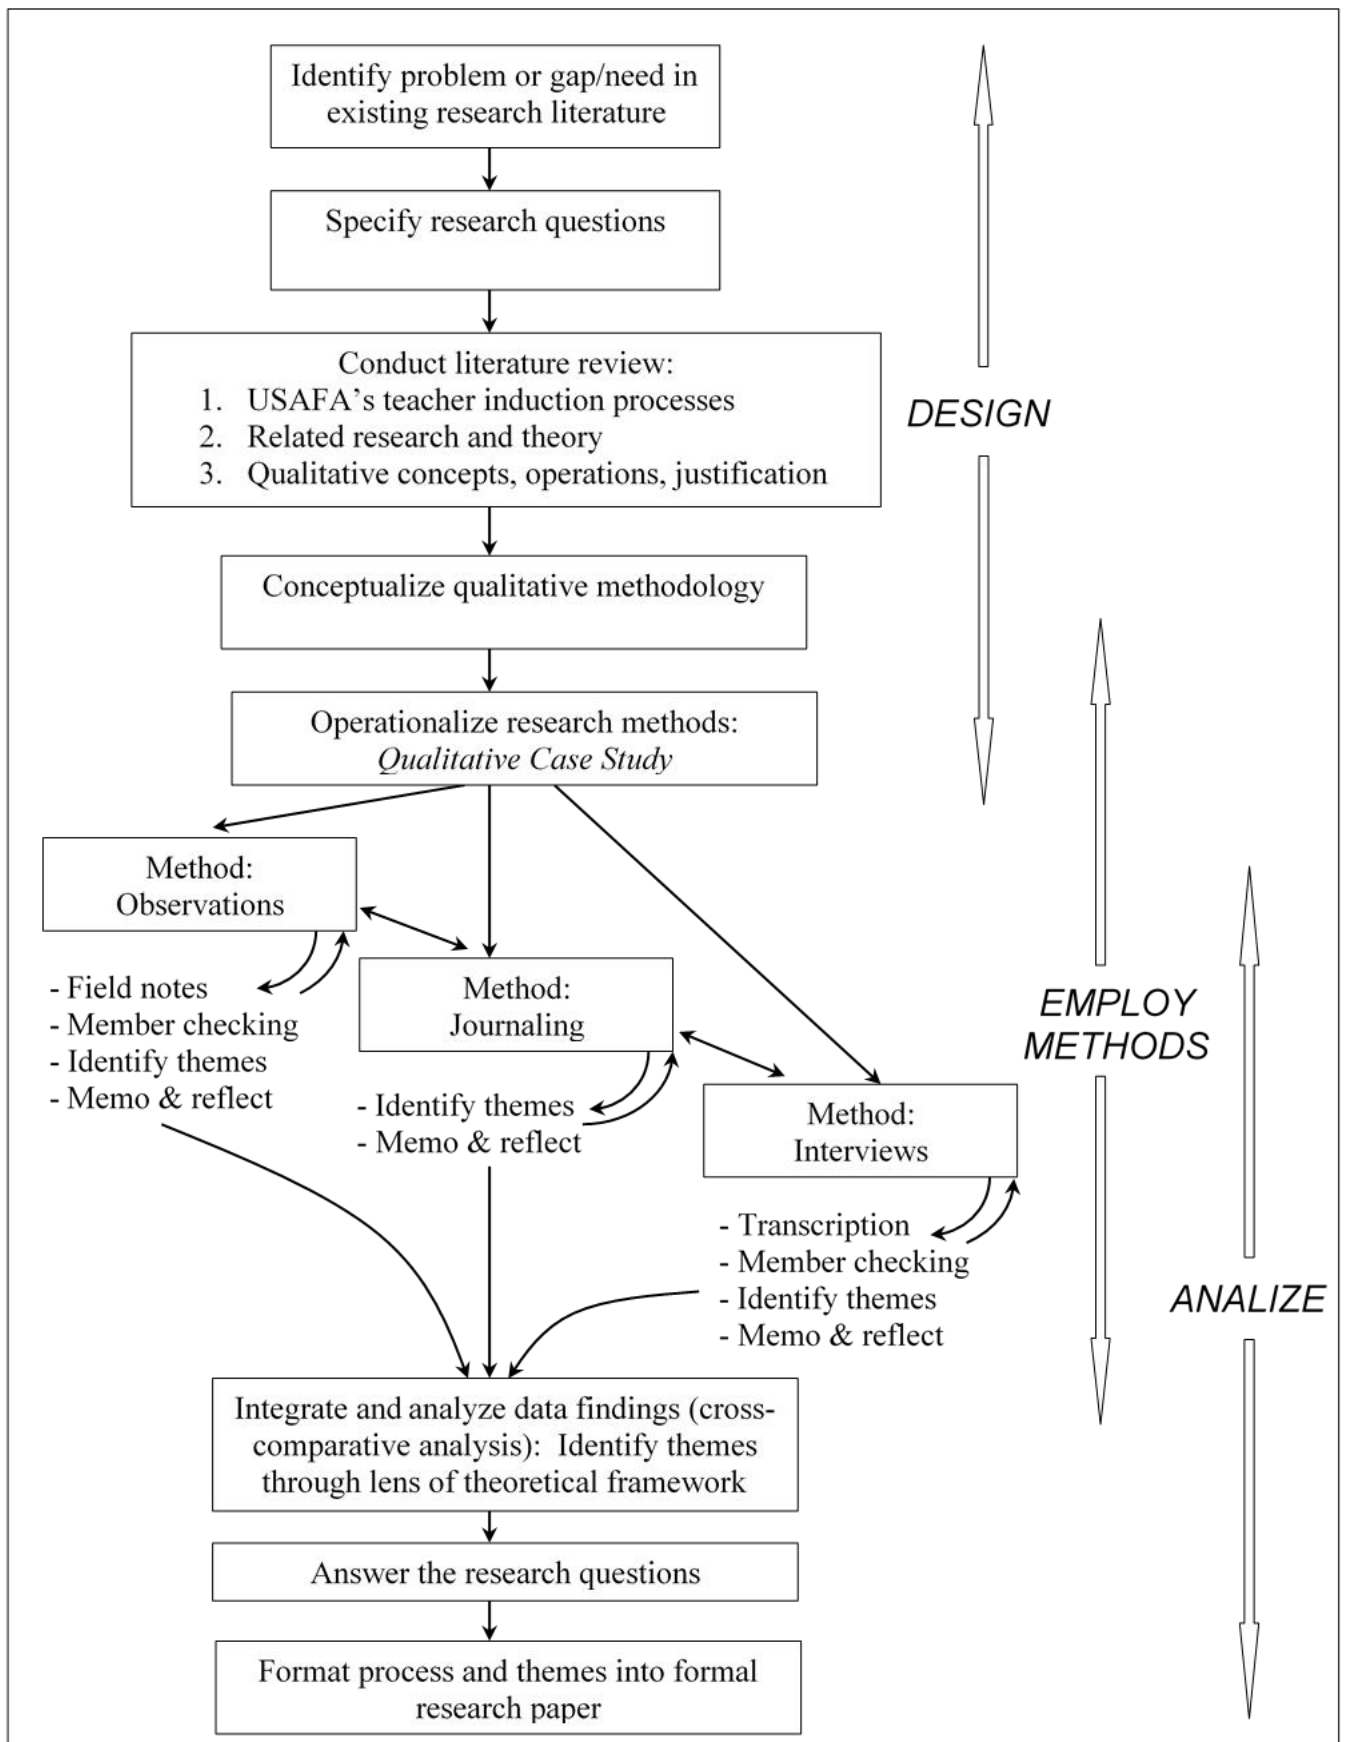 Identify problem or gap/need in
existing research literature
Specify research questions
Conduct literature review:
1. USAFA's teacher induction processes
2. Related research and theory
3. Qualitative concepts, operations, justification
DESIGN
Conceptualize qualitative methodology
Operationalize research methods:
Qualitative Case Study
Method:
Observations
- Field notes
- Member checking
- Identify themes
- Memo & reflect
Method:
Journaling
- Identify themes
- Memo & reflect
EMPLOY
METHODS
Method:
Interviews
- Transcription
- Member checking
- Identify themes
- Memo & reflect
ANALIZE
Integrate and analyze data findings (cross-
comparative analysis): Identify themes
through lens of theoretical framework
Answer the research questions
Format process and themes into formal
research paper